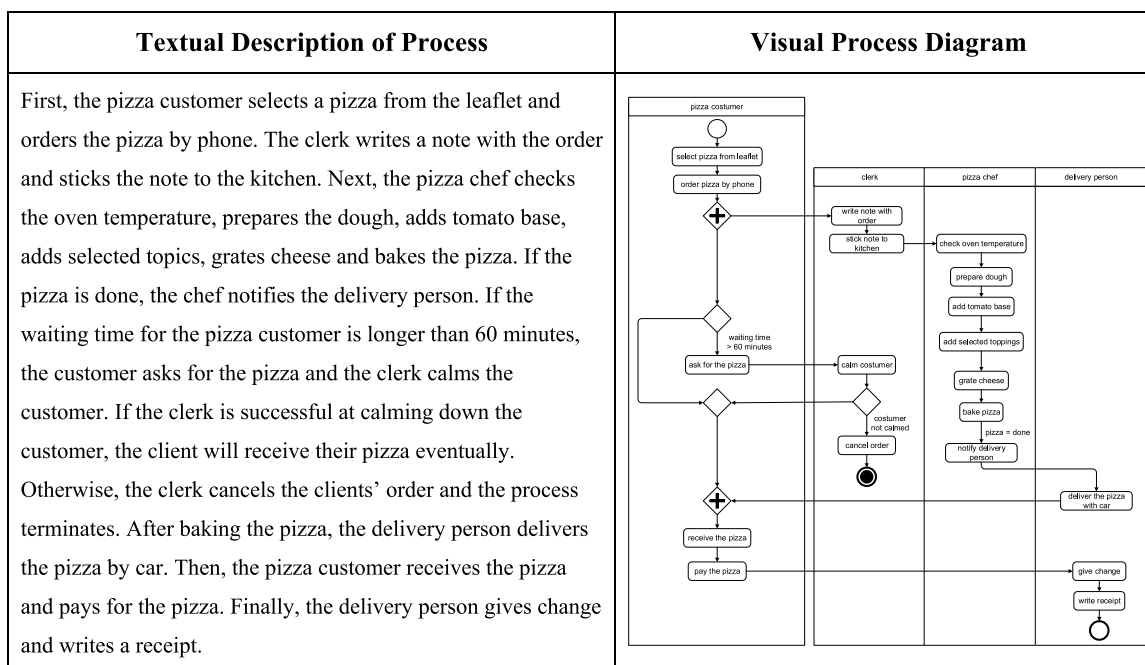 Textual Description of Process
Visual Process Diagram
First, the pizza customer selects a pizza from the leaflet and
orders the pizza by phone. The clerk writes a note with the order
and sticks the note to the kitchen. Next, the pizza chef checks
the oven temperature, prepares the dough, adds tomato base,
adds selected topics, grates cheese and bakes the pizza. If the
pizza is done, the chef notifies the delivery person. If the
waiting time for the pizza customer is longer than 60 minutes,
the customer asks for the pizza and the clerk calms the
customer. If the clerk is successful at calming down the
customer, the client will receive their pizza eventually.
Otherwise, the clerk cancels the clients' order and the process
terminates. After baking the pizza, the delivery person delivers
the pizza by car. Then, the pizza customer receives the pizza
and pays for the pizza. Finally, the delivery person gives change
and writes a receipt.
pizza costumer
select pizza from leaflet
order pizza by phone
clerk
pizza chef
delivery person
write note with
order
stick note to
kitchen
check oven temperature
prepare dough
add tomato base
add selected toppings
waiting time
> 60 minutes
ask for the pizza
calm costumer
grate cheese
bake pizza
costumer
not calmed
pizza = done
cancel order
notify delivery
person
deliver the pizza
with car
receive the pizza
pay the pizza
give change
write receipt